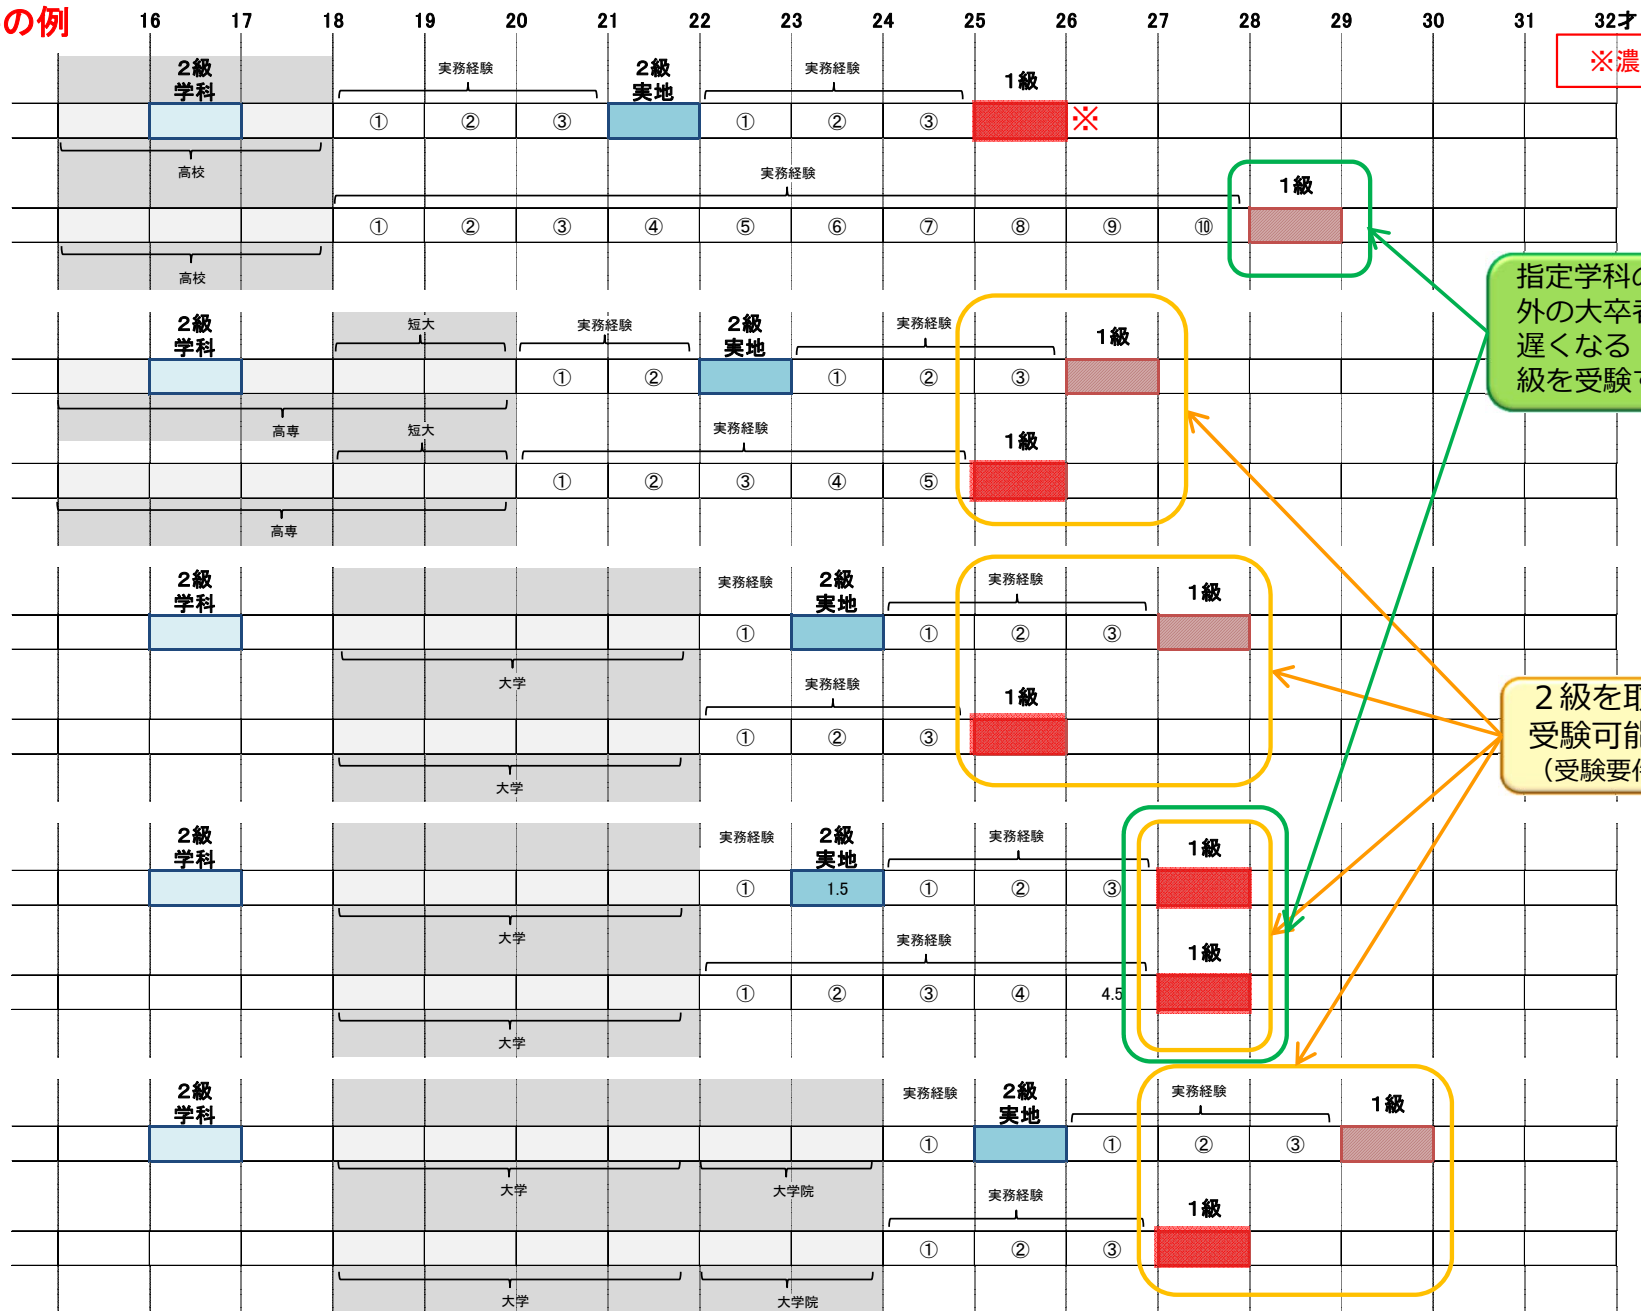 の例
16 17 18 19 20 21 22 23 24 25 26 27 28 29 30 31 32才
※濃
2級
学科
実務経験
2級
実地
実務経験
1級
① ② ③ ① ② ③ ※
高校
実務経験
1級
① ② ③ ④ ⑤ ⑥ ⑦ ⑧ ⑨ ⑩
高校
指定学科の
外の大卒者
遅くなる
級を受験す
2級
学科
短大
実務経験
2級
実地
実務経験
1級
① ② ① ② ③
高専
短大
実務経験
1級
① ② ③ ④ ⑤
高専
2級
学科
実務経験
2級
実地
実務経験
1級
① ① ② ③
大学
実務経験
1級
① ② ③
大学
2級を取
受験可能
（受験要件
2級
学科
実務経験
2級
実地
実務経験
1級
① 1.5 ① ② ③
大学
実務経験
1級
① ② ③ ④ 4.5
大学
2級
学科
実務経験
2級
実地
実務経験
1級
① ① ② ③
大学
大学院
実務経験
1級
① ② ③
大学
大学院